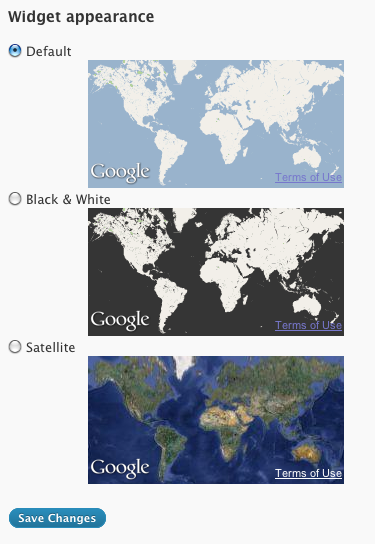 Widget appearance
Default
Google
Terms of Use
Black & White
Google
Terms of Use
Satellite
Google
Terms of Use
Save Changes